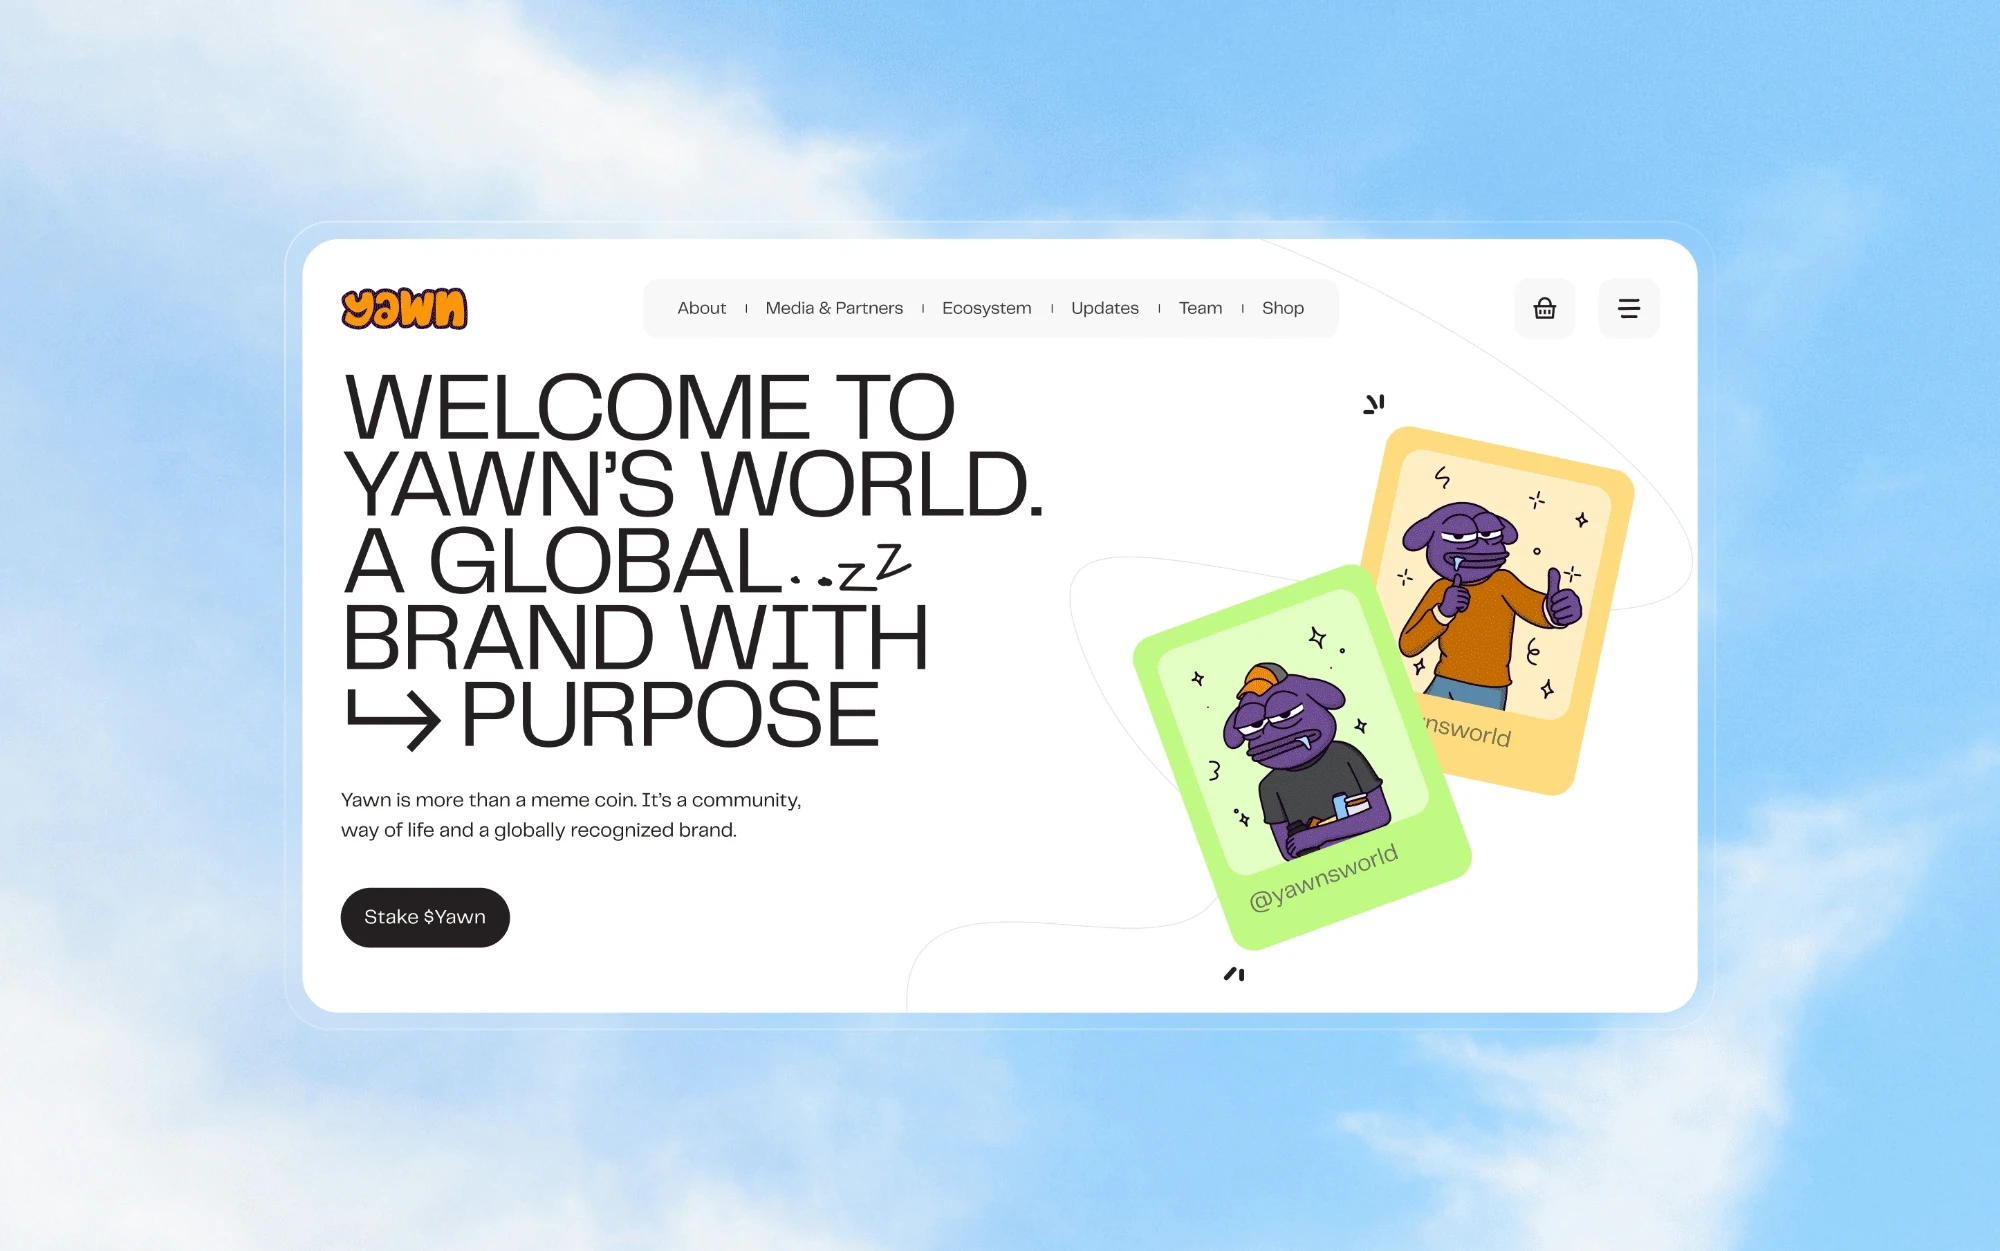 yawn
About
Media & Partners
Ecosystem
Updates
Team
Shop
WELCOME TO
YAWN’S WORLD.
A GLOBAL..zZ
BRAND WITH
↳ PURPOSE
Yawn is more than a meme coin. It’s a community,
way of life and a globally recognized brand.
Stake $Yawn
nsworld
@yawnsworld